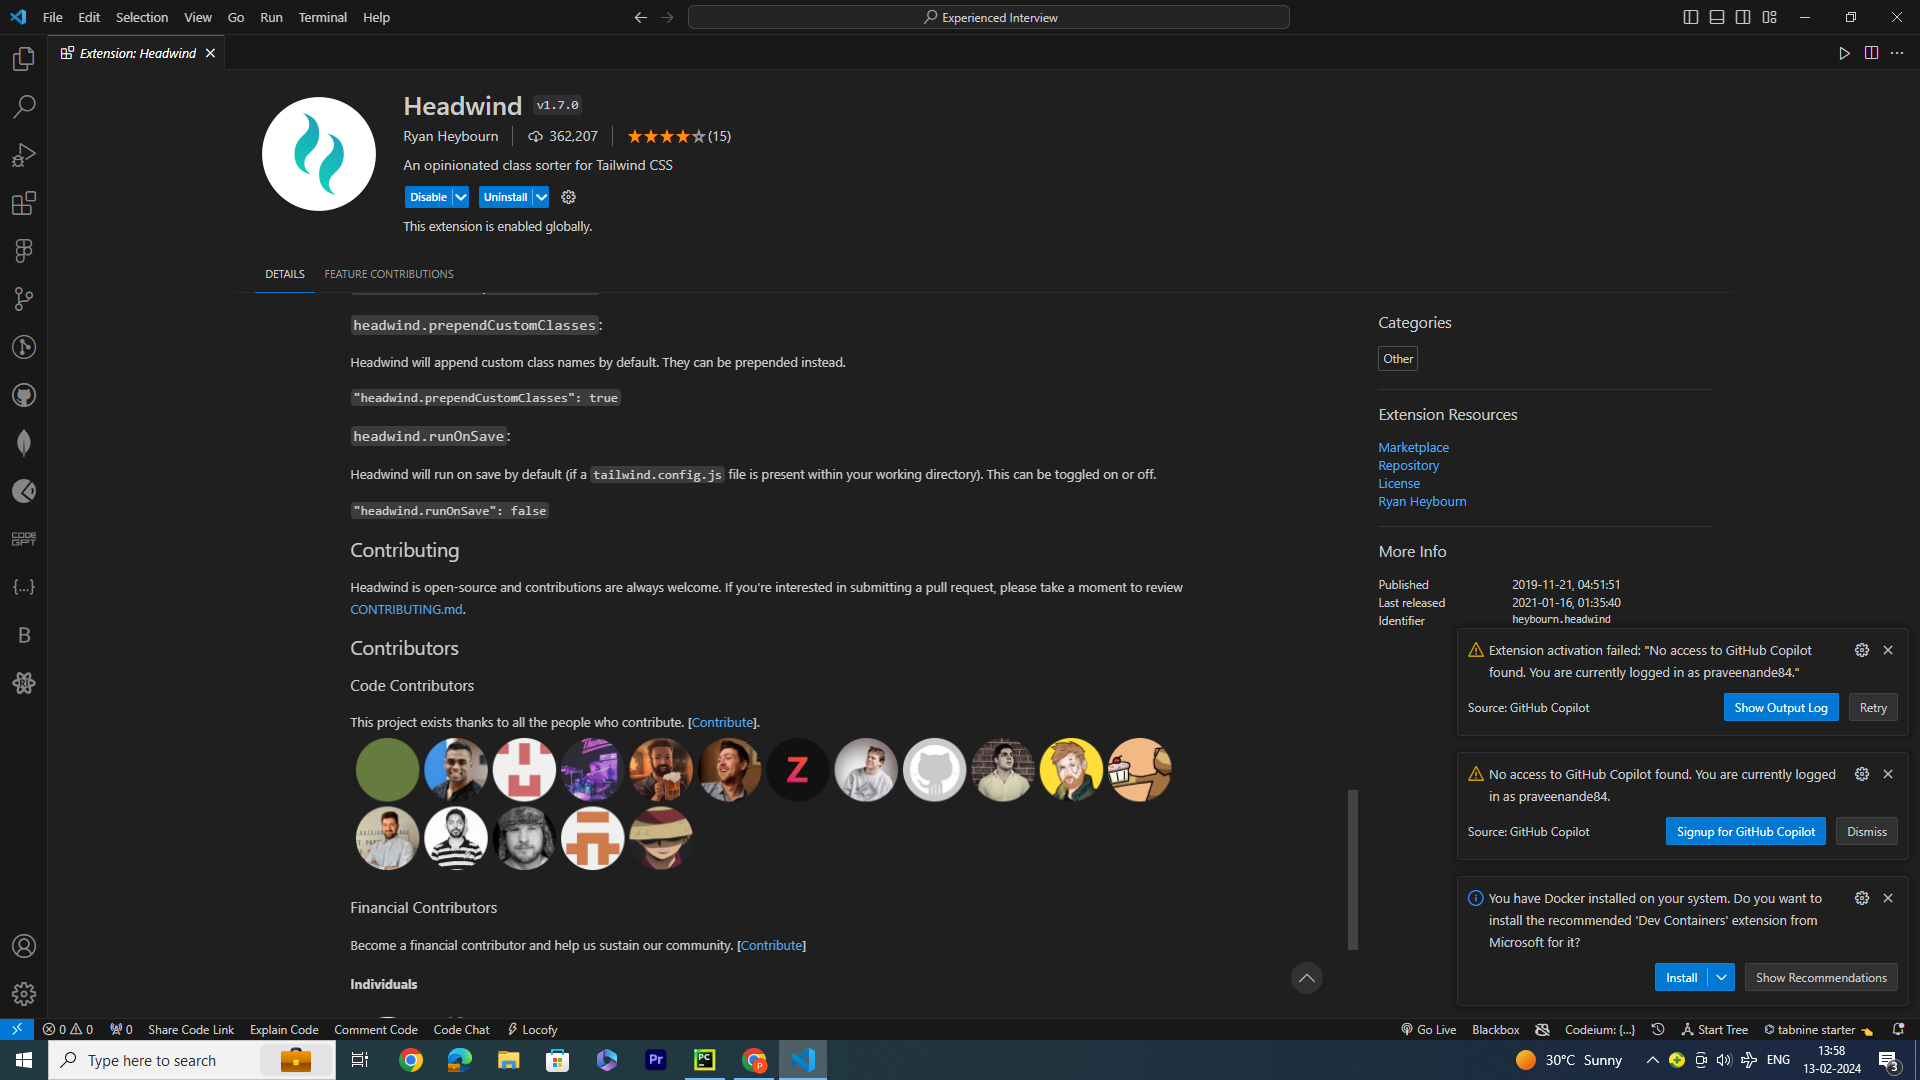 File Edit Selection View Go Run Terminal Help
Experienced Interview
Extension: Headwind
Headwind v1.7.0
Ryan Heybourn 362,207 (15)
An opinionated class sorter for Tailwind CSS
Disable Uninstall
This extension is enabled globally.
DETAILS FEATURE CONTRIBUTIONS
headwind.prependCustomClasses:
Headwind will append custom class names by default. They can be prepended instead.
"headwind.prependCustomClasses": true
headwind.runOnSave:
Headwind will run on save by default (if a tailwind.config.js file is present within your working directory). This can be toggled on or off.
"headwind.runOnSave": false
Contributing
Headwind is open-source and contributions are always welcome. If you're interested in submitting a pull request, please take a moment to review
CONTRIBUTING.md.
Contributors
Code Contributors
This project exists thanks to all the people who contribute. [Contribute].
Z
Financial Contributors
Become a financial contributor and help us sustain our community. [Contribute]
Individuals
Categories
Other
Extension Resources
Marketplace
Repository
License
Ryan Heybourn
More Info
Published 2019-11-21, 04:51:51
Last released 2021-01-16, 01:35:40
Identifier heybourn.headwind
Extension activation failed: "No access to GitHub Copilot
found. You are currently logged in as praveenande84."
Source: GitHub Copilot Show Output Log Retry
No access to GitHub Copilot found. You are currently logged
in as praveenande84.
Source: GitHub Copilot Signup for GitHub Copilot Dismiss
You have Docker installed on your system. Do you want to
install the recommended 'Dev Containers' extension from
Microsoft for it?
Install Show Recommendations
CODE
GPT
{...}
B
0 0 0 Share Code Link Explain Code Comment Code Code Chat Locofy
Go Live Blackbox Codeium: {...} Start Tree tabnine starter
Type here to search
Pr
PC
P
30°C Sunny
ENG
13:58
13-02-2024
3